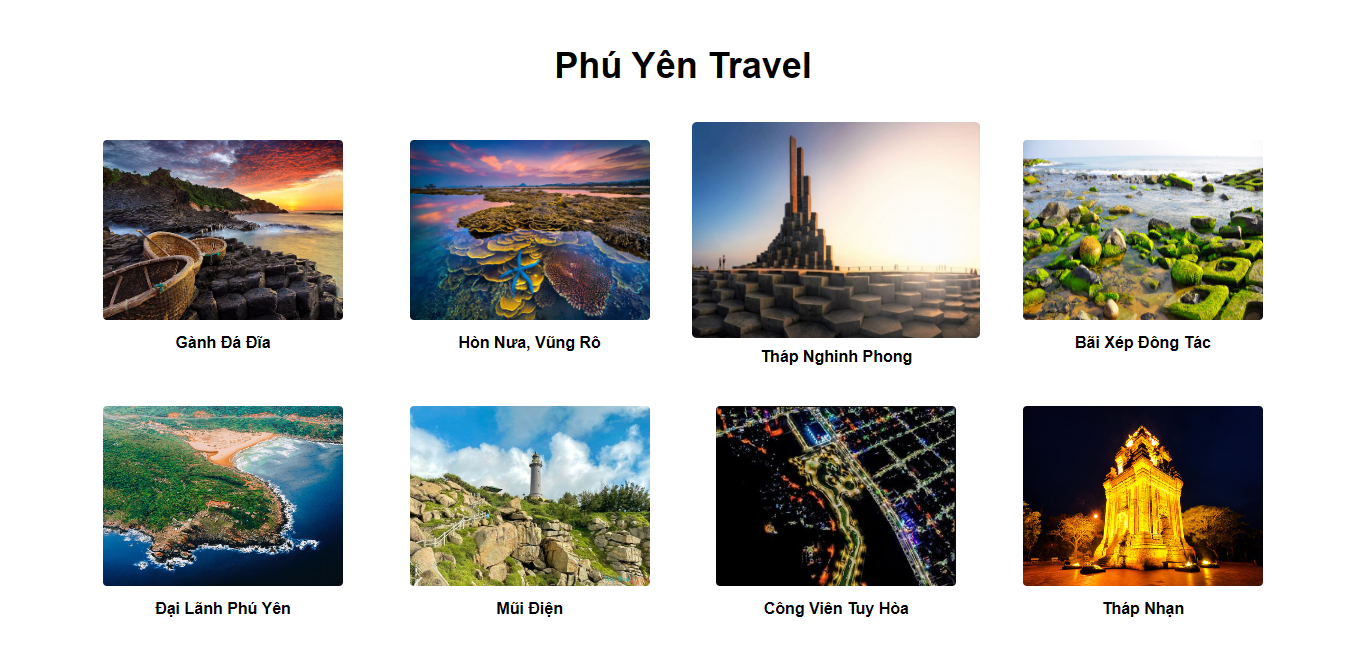 Phú Yên Travel
Gành Đá Đĩa
Hòn Nưa, Vũng Rô
Tháp Nghinh Phong
Bãi Xép Đông Tác
Đại Lãnh Phú Yên
Mũi Điện
Công Viên Tuy Hòa
Tháp Nhạn